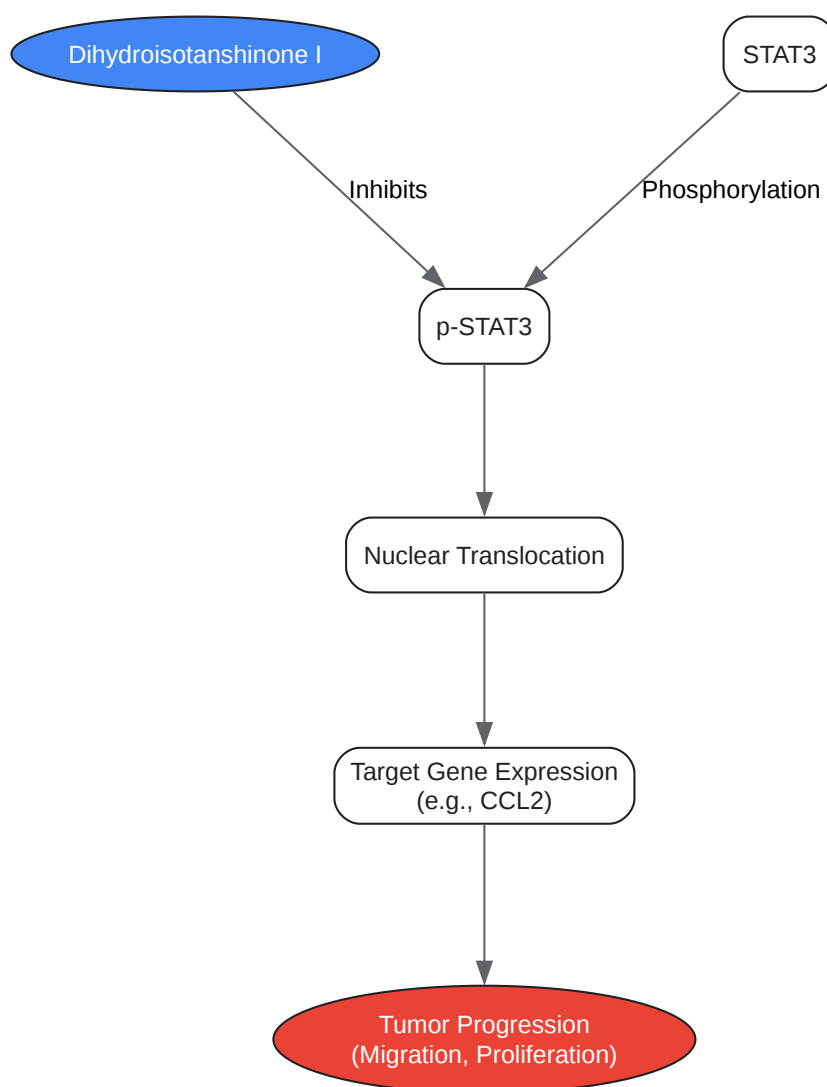 Dihydroisotanshinone I
STAT3
Inhibits
Phosphorylation
p-STAT3
Nuclear Translocation
Target Gene Expression
(e.g., CCL2)
Tumor Progression
(Migration, Proliferation)